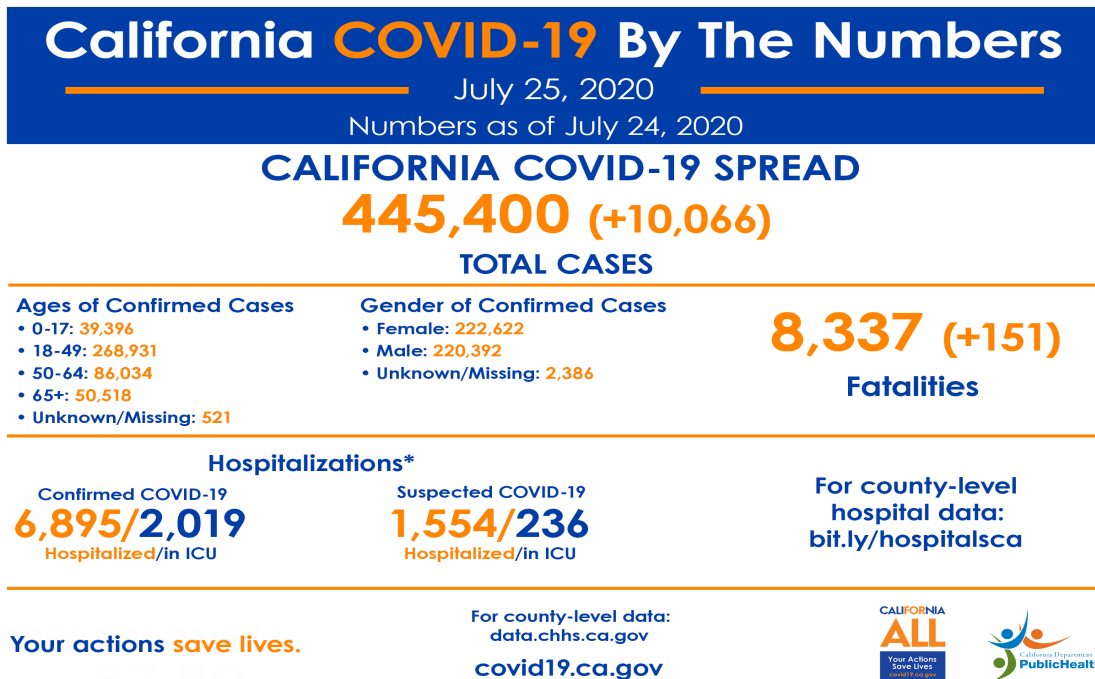 California COVID-19 By The Numbers
July 25, 2020
Numbers as of July 24, 2020
CALIFORNIA COVID-19 SPREAD
445,400 (+10,066)
TOTAL CASES
Ages of Confirmed Cases
• 0-17: 39,396
• 18-49: 268,931
• 50-64: 86,034
• 65+: 50,518
• Unknown/Missing: 521
Gender of Confirmed Cases
• Female: 222,622
• Male: 220,392
• Unknown/Missing: 2,386
8,337 (+151)
Fatalities
Hospitalizations*
Confirmed COVID-19
6,895/2,019
Hospitalized/in ICU
Suspected COVID-19
1,554/236
Hospitalized/in ICU
For county-level
hospital data:
bit.ly/hospitalsca
Your actions save lives.
For county-level data:
data.chhs.ca.gov
covid19.ca.gov
CALIFORNIA
ALL
Your Actions
Save Lives
covid19.ca.gov
California Department
PublicHealt